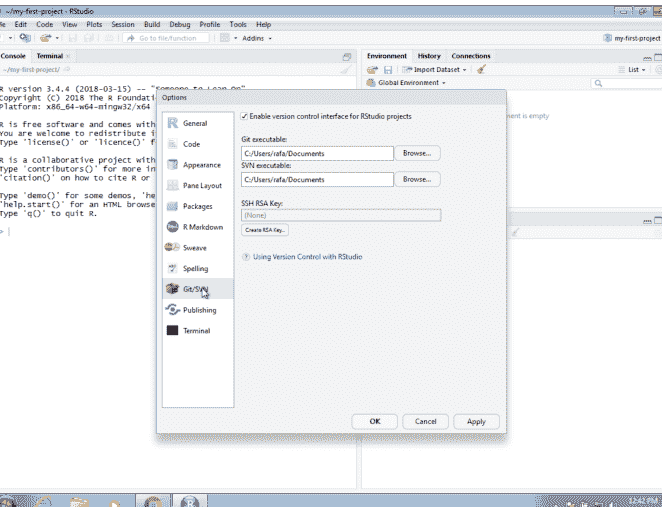 ~/my-first-project - RStudio
Edit Code View Plots Session Build Debug Profile Tools Help
Go to file/function
Addins
my-first-project
Console Terminal
~/my-first-project/
R version 3.4.4 (2018-03-15) -- "Someone to Lean On"
Copyright (C) 2018 The R Foundati
Platform: x86_64-w64-mingw32/x64
R is free software and comes with
You are welcome to redistribute i
Type 'license()' or 'licence()' f
R is a collaborative project with
Type 'contributors()' for more in
'citation()' on how to cite R or
Type 'demo()' for some demos, 'he
'help.start()' for an HTML browse
Type 'q()' to quit R.
>
Environment History Connections
Import Dataset
List
Global Environment
ent is empty
Options
General
Code
Appearance
Pane Layout
Packages
R Markdown
Sweave
Spelling
Git/SVN
Publishing
Terminal
Enable version control interface for RStudio projects
Git executable:
C:/Users/rafa/Documents
Browse...
SVN executable:
C:/Users/rafa/Documents
Browse...
SSH RSA Key:
(None)
Create RSA Key...
Using Version Control with RStudio
OK Cancel Apply
12:42 PM